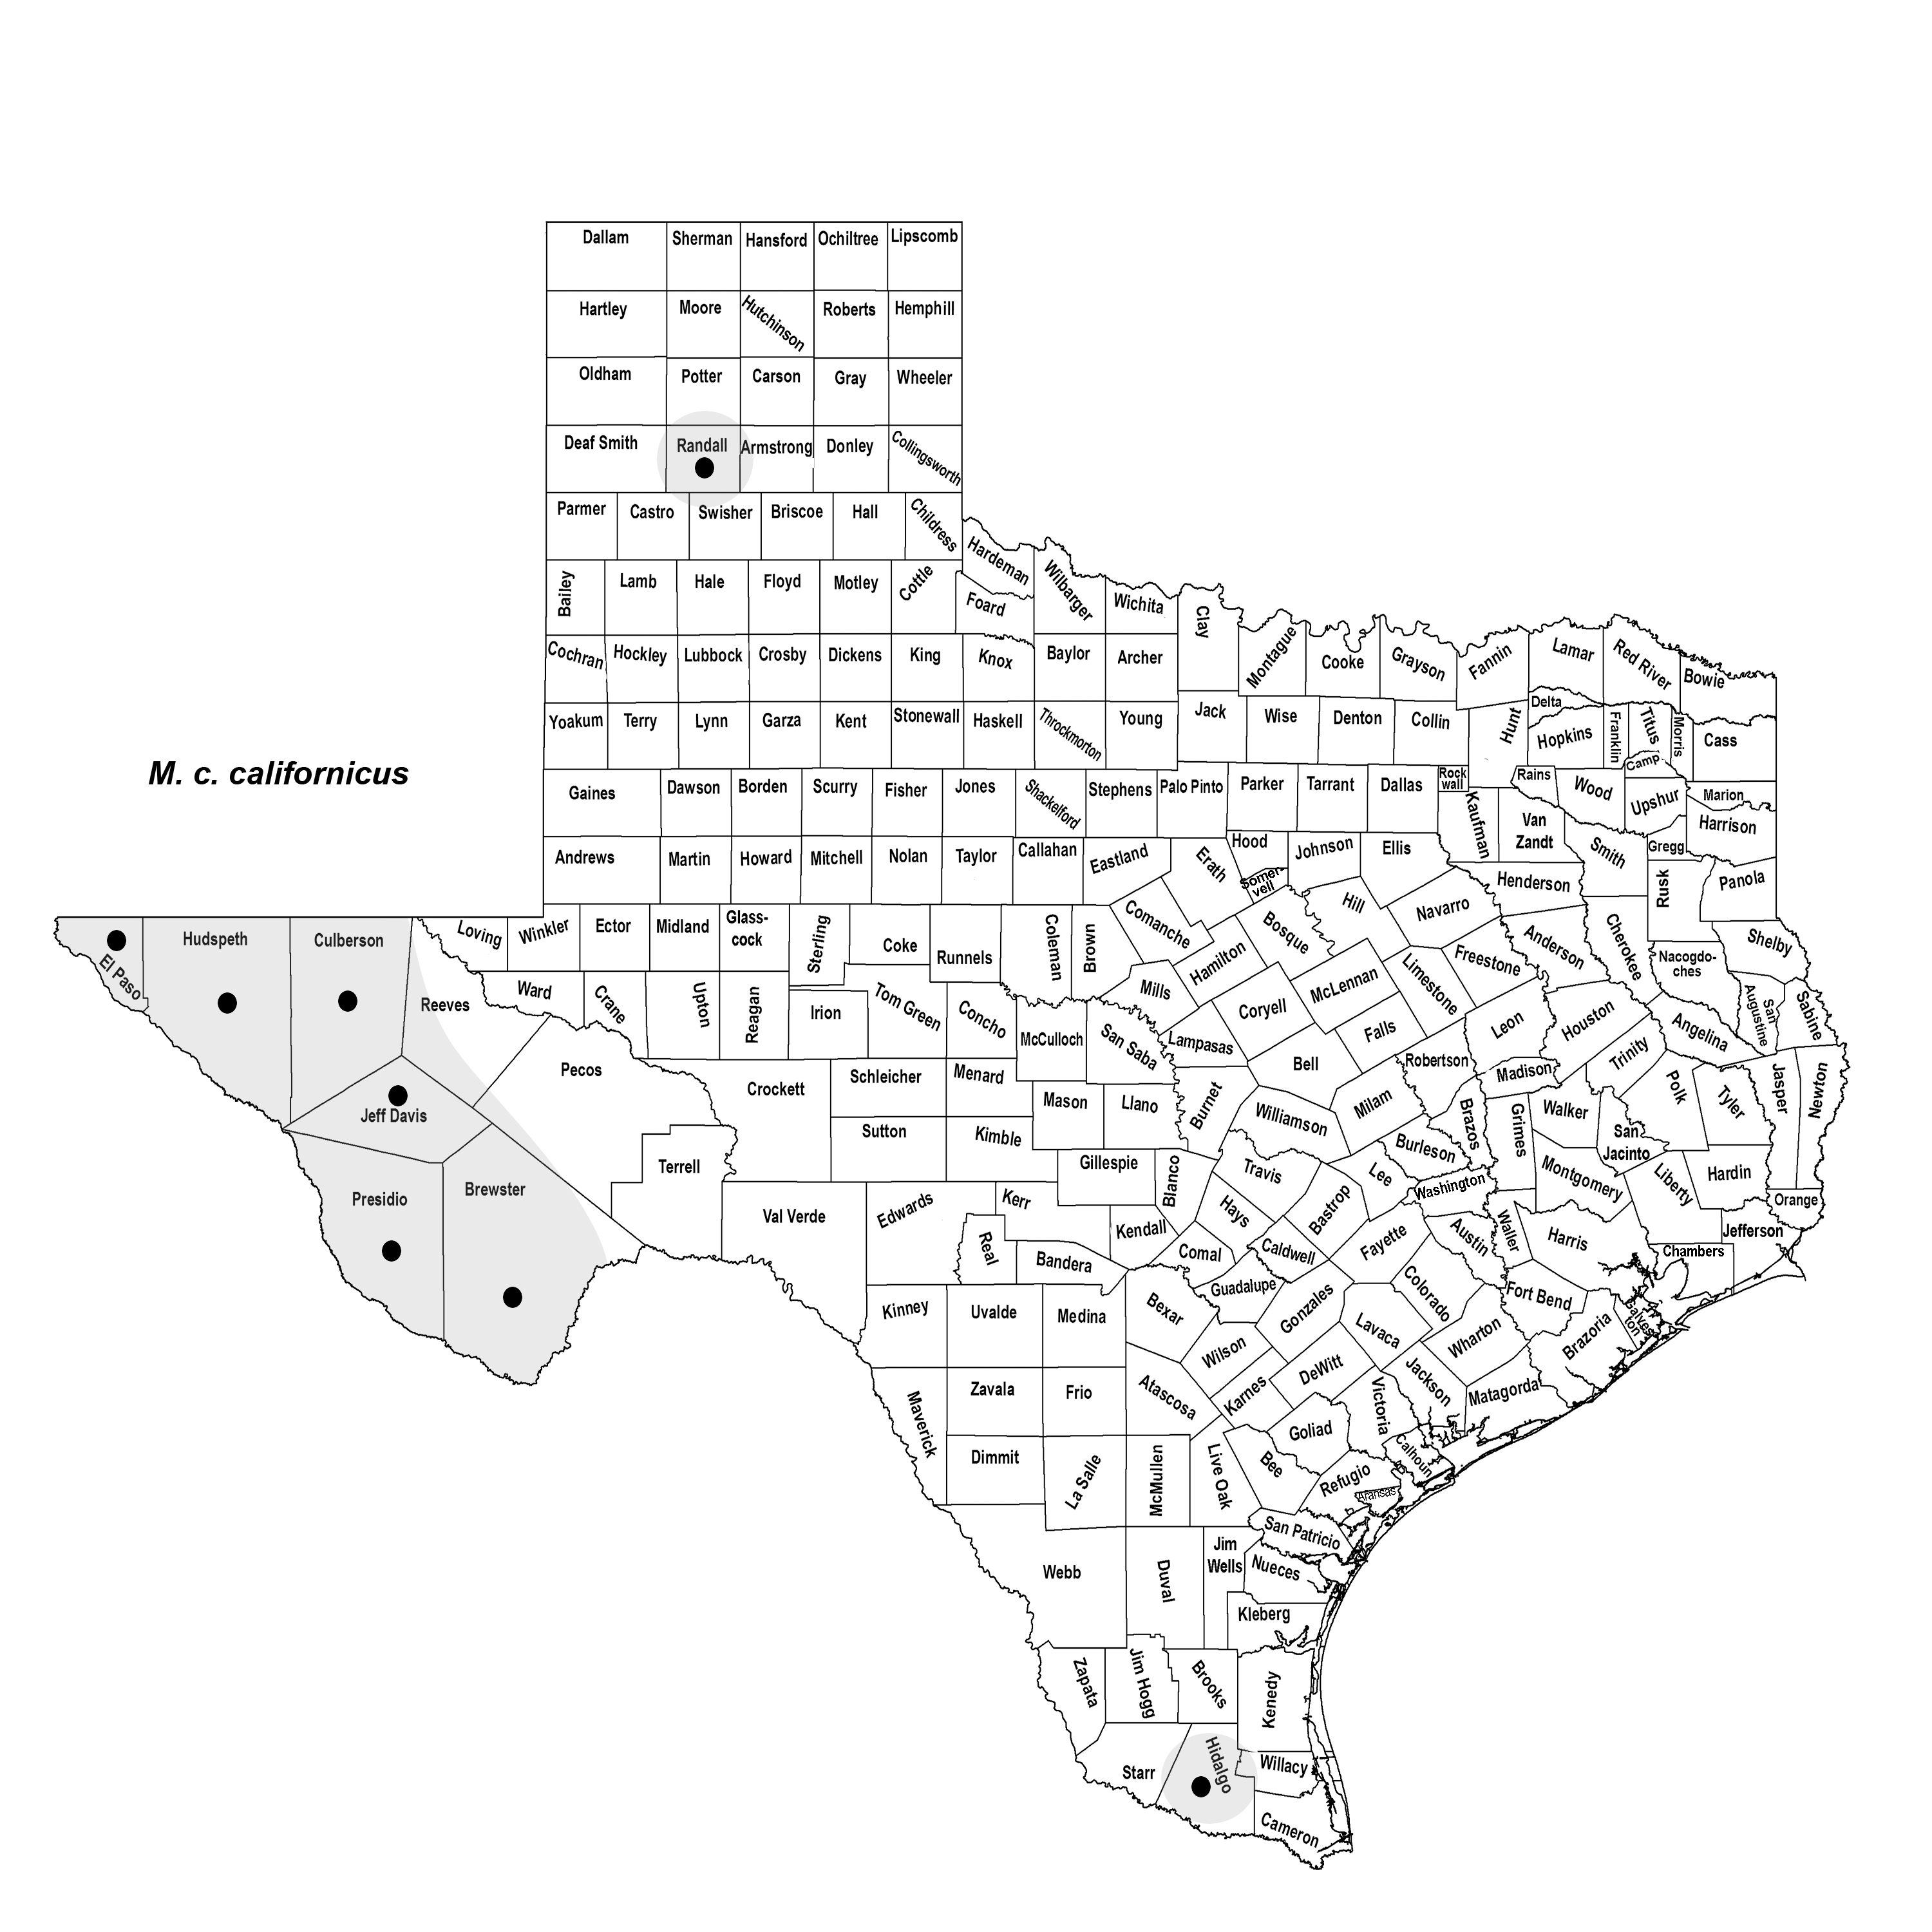 Dallam
Sherman
Hansford
Ochiltree
Lipscomb
Hartley
Moore
Hutchinson
Roberts
Hemphill
Oldham
Potter
Carson
Gray
Wheeler
Deaf Smith
Randall
Armstrong
Donley
Collingsworth
Parmer
Castro
Swisher
Briscoe
Hall
Childress
Hardeman
Bailey
Lamb
Hale
Floyd
Motley
Cottle
Foard
Wilbarger
Wichita
Clay
Montague
Cooke
Grayson
Fannin
Lamar
Red River
Bowie
Cochran
Hockley
Lubbock
Crosby
Dickens
King
Knox
Baylor
Archer
Yoakum
Terry
Lynn
Garza
Kent
Stonewall
Haskell
Throckmorton
Young
Jack
Wise
Denton
Collin
Hunt
Delta
Hopkins
Franklin
Titus
Morris
Cass
Camp
M. c. californicus
Gaines
Dawson
Borden
Scurry
Fisher
Jones
Shackelford
Stephens
Palo Pinto
Parker
Tarrant
Dallas
Rock
wall
Kaufman
Rains
Wood
Upshur
Marion
Harrison
Van
Zandt
Smith
Gregg
Andrews
Martin
Howard
Mitchell
Nolan
Taylor
Callahan
Eastland
Erath
Hood
Somer-
vell
Johnson
Ellis
Henderson
Rusk
Panola
El Paso
Hudspeth
Culberson
Reeves
Loving
Winkler
Ector
Midland
Glass-
cock
Sterling
Coke
Runnels
Coleman
Brown
Comanche
Hamilton
Bosque
Hill
Navarro
Freestone
Anderson
Cherokee
Nacogdo-
ches
Shelby
Ward
Crane
Upton
Reagan
Irion
Tom Green
Concho
McCulloch
San Saba
Mills
Lampasas
Coryell
McLennan
Limestone
Falls
Leon
Houston
Trinity
Angelina
San
Augustine
Sabine
Jeff Davis
Pecos
Crockett
Schleicher
Menard
Mason
Llano
Burnet
Bell
Milam
Robertson
Madison
Walker
Polk
Tyler
Jasper
Newton
Presidio
Brewster
Terrell
Sutton
Kimble
Gillespie
Blanco
Williamson
Travis
Burleson
Brazos
Grimes
San
Jacinto
Montgomery
Liberty
Hardin
Orange
Val Verde
Edwards
Kerr
Real
Kendall
Bandera
Comal
Hays
Caldwell
Bastrop
Lee
Washington
Fayette
Austin
Waller
Harris
Chambers
Jefferson
Kinney
Uvalde
Medina
Bexar
Guadalupe
Gonzales
Wilson
Lavaca
Colorado
Wharton
Fort Bend
Brazoria
Galves
ton
Maverick
Zavala
Frio
Atascosa
Karnes
DeWitt
Victoria
Jackson
Matagorda
Dimmit
La Salle
McMullen
Live Oak
Bee
Goliad
Refugio
Calhoun
Aransas
San Patricio
Webb
Duval
Jim
Wells
Nueces
Kleberg
Zapata
Jim Hogg
Brooks
Kenedy
Starr
Hidalgo
Willacy
Cameron